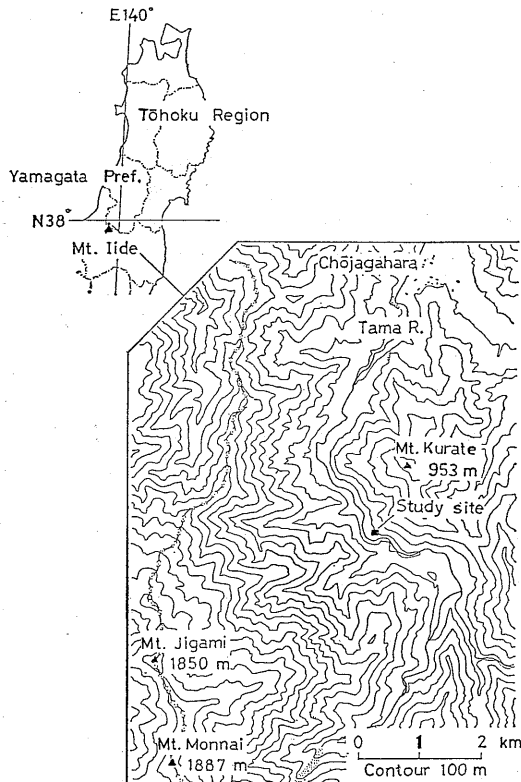 E140°
Tōhoku Region
Yamagata Pref.
N38°
Mt. Iide
Chōjagahara
Tama R.
Mt. Kurate
953 m
Study site
Mt. Jigami
1850 m
Mt. Monnai
1887 m
0 1 2 km
Contour 100 m